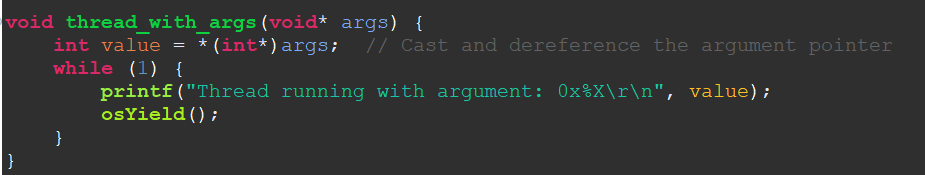 void thread_with_args(void* args) {
    int value = *(int*)args;  // Cast and dereference the argument pointer
    while (1) {
        printf("Thread running with argument: 0x%X\r\n", value);
        osYield();
    }
}